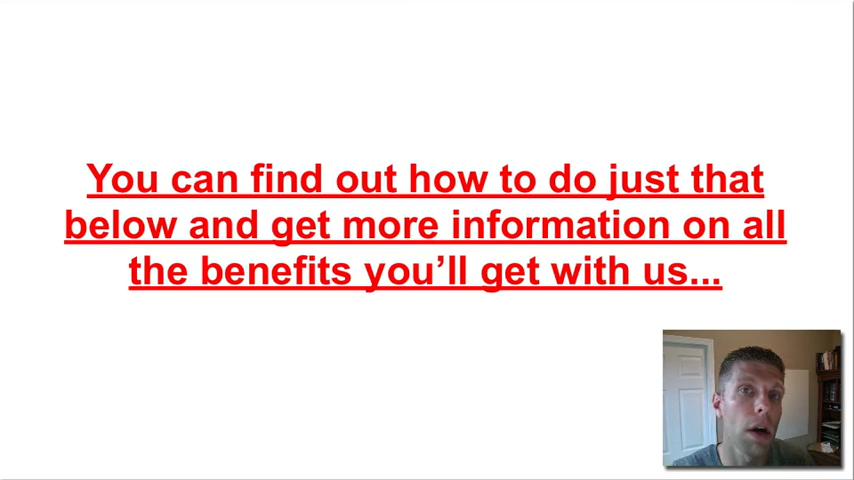 You can find out how to do just that
below and get more information on all
the benefits you’ll get with us...